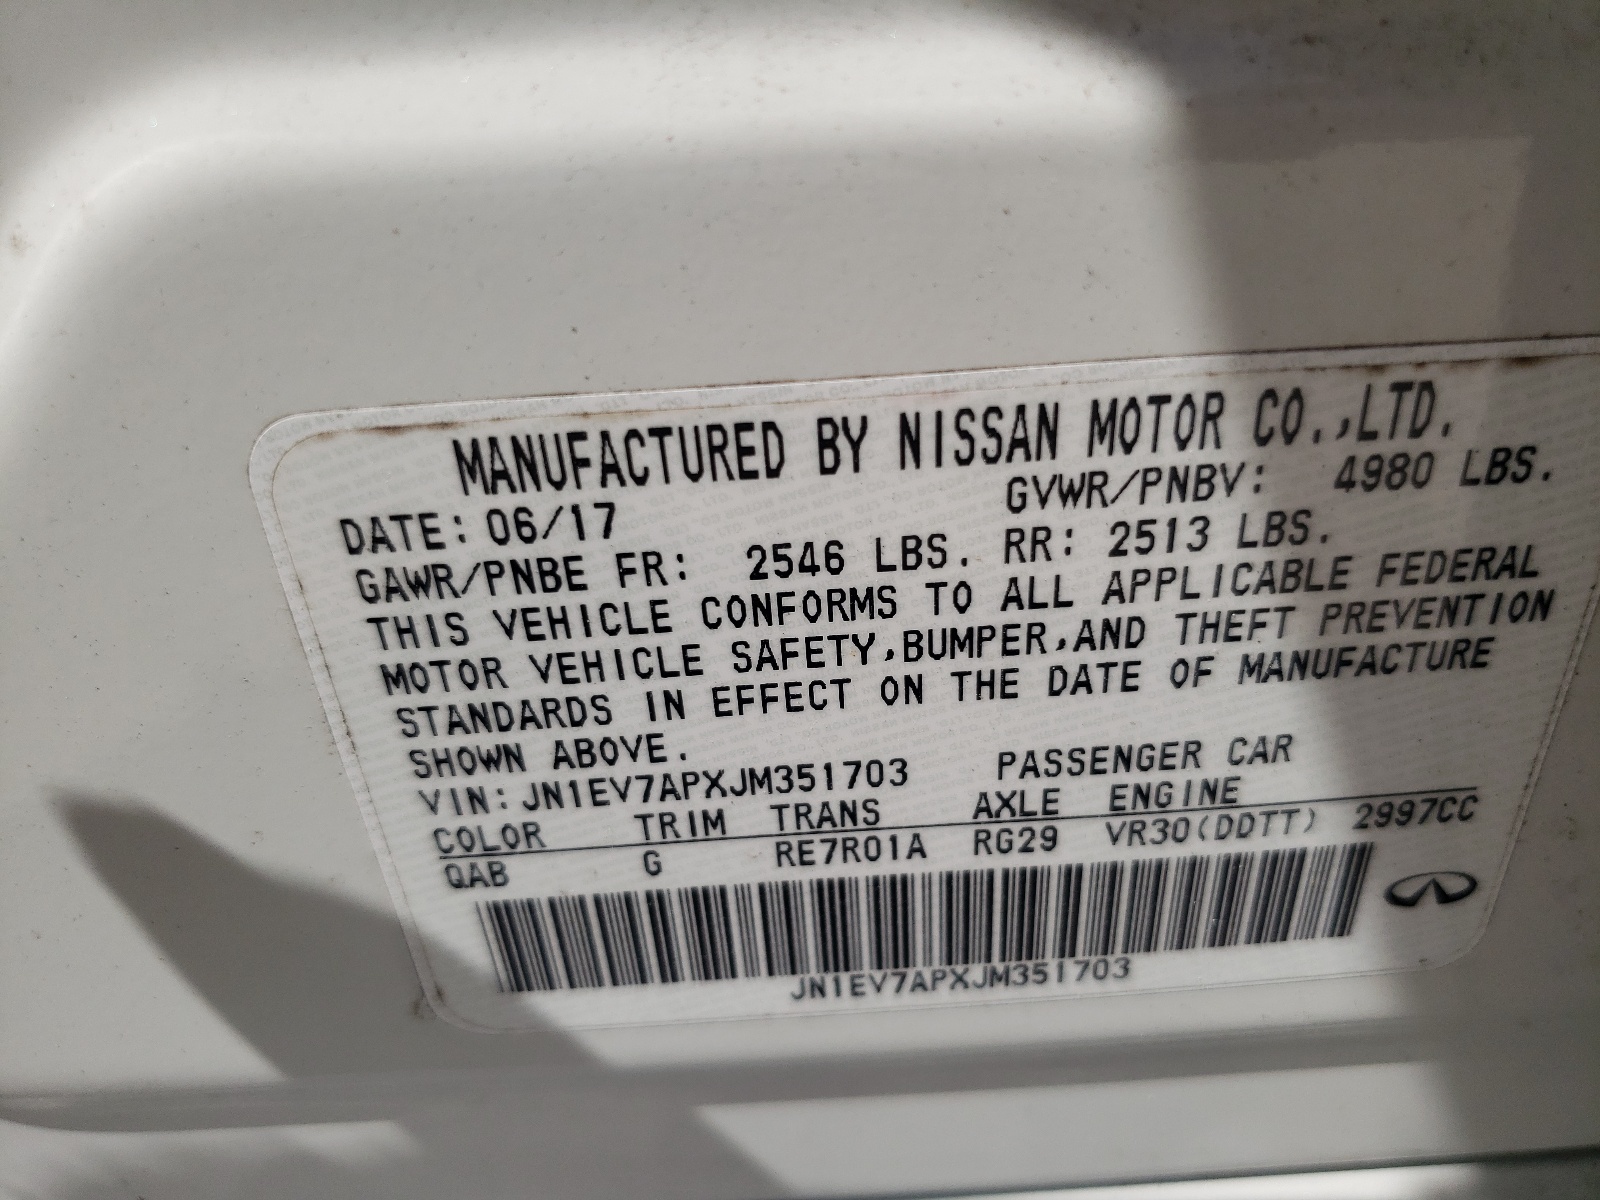 MANUFACTURED BY NISSAN MOTOR CO.,LTD.
DATE: 06/17 GVWR/PNBV: 4980 LBS.
GAWR/PNBE FR: 2546 LBS. RR: 2513 LBS.
THIS VEHICLE CONFORMS TO ALL APPLICABLE FEDERAL
MOTOR VEHICLE SAFETY,BUMPER,AND THEFT PREVENTION
STANDARDS IN EFFECT ON THE DATE OF MANUFACTURE
SHOWN ABOVE.
VIN: JN1EV7APXJM351703 PASSENGER CAR
COLOR TRIM TRANS AXLE ENGINE
QAB G RE7R01A RG29 VR30(DDTT) 2997CC
JN1EV7APXJM351703